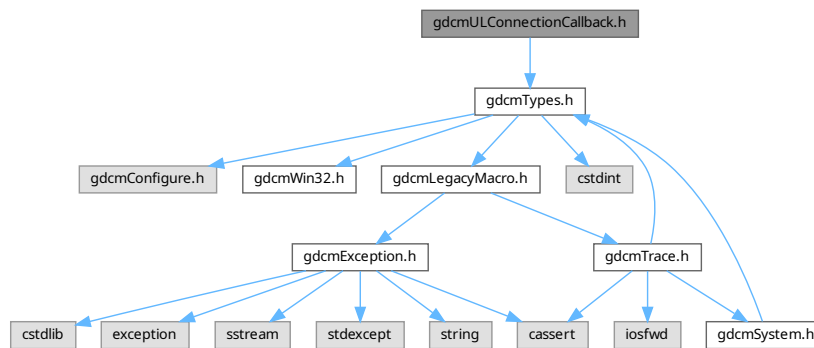 gdcmULConnectionCallback.h
gdcmTypes.h
gdcmConfigure.h
gdcmWin32.h
gdcmLegacyMacro.h
cstdint
gdcmException.h
gdcmTrace.h
cstdlib
exception
sstream
stdexcept
string
cassert
iosfwd
gdcmSystem.h